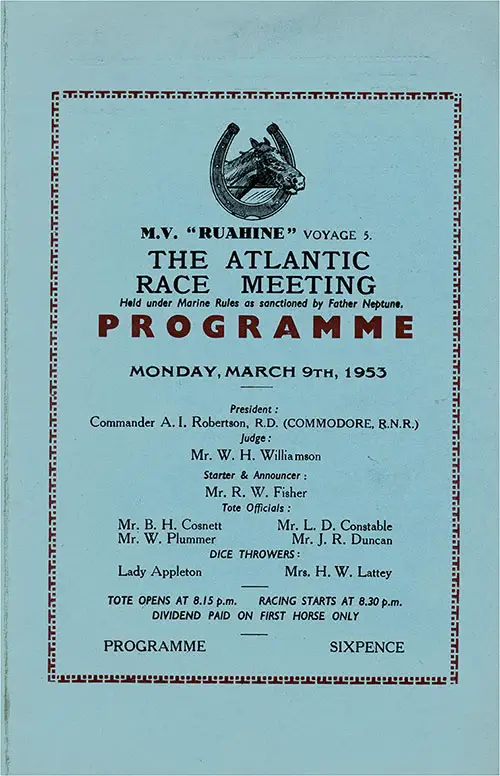 M.V. "RUAHINE" VOYAGE 5.
THE ATLANTIC
RACE MEETING
Held under Marine Rules as sanctioned by Father Neptune.
PROGRAMME
MONDAY, MARCH 9TH, 1953
President :
Commander A. I. Robertson, R.D. (COMMODORE, R.N.R.)
Judge :
Mr. W. H. Williamson
Starter & Announcer :
Mr. R. W. Fisher
Tote Officials :
Mr. B. H. Cosnett Mr. L. D. Constable
Mr. W. Plummer Mr. J. R. Duncan
DICE THROWERS :
Lady Appleton Mrs. H. W. Lattey
TOTE OPENS AT 8.15 p.m. RACING STARTS AT 8.30 p.m.
DIVIDEND PAID ON FIRST HORSE ONLY
PROGRAMME SIXPENCE